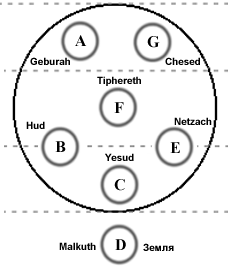 A G
Geburah Chesed
Tiphereth
F
Hud Netzach
B E
Yesud
C
Malkuth D Земля